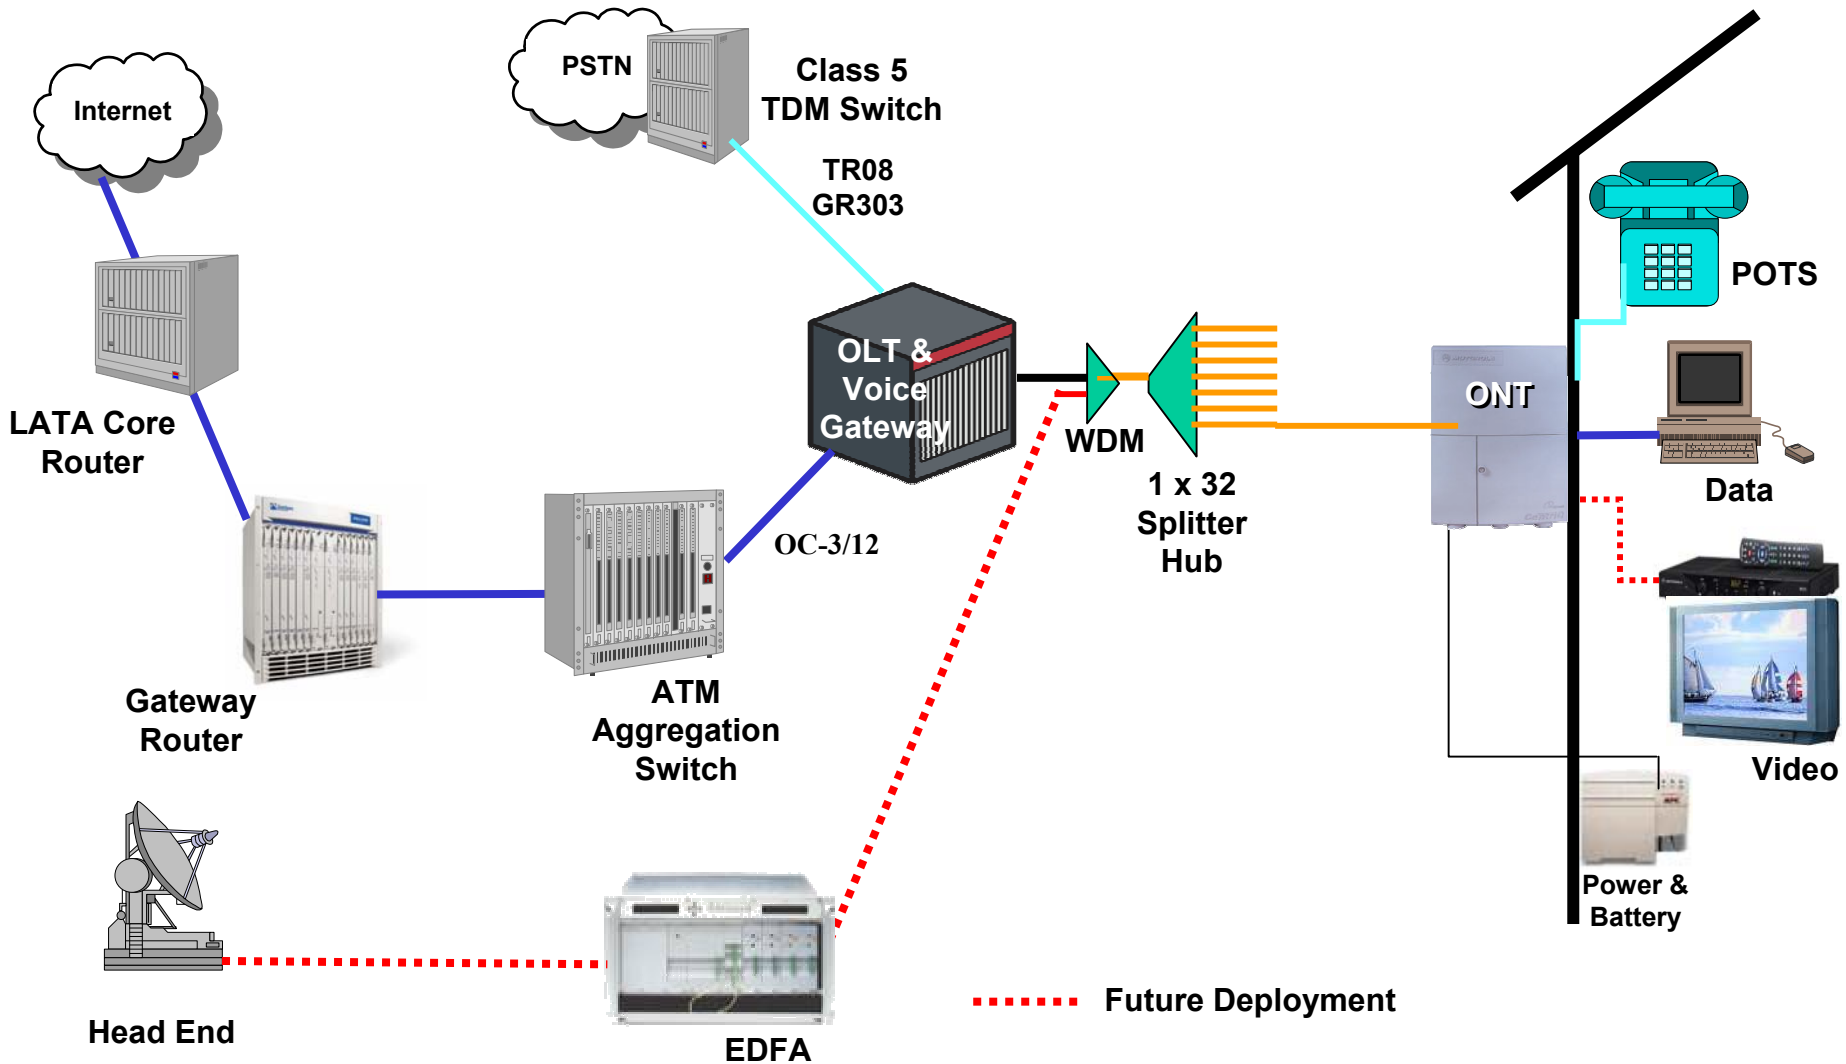 Internet
PSTN
Class 5
TDM Switch
TR08
GR303
LATA Core
Router
Gateway
Router
ATM
Aggregation
Switch
OC-3/12
OLT &
Voice
Gateway
WDM
1 x 32
Splitter
Hub
ONT
POTS
Data
Video
Power &
Battery
Head End
EDFA
Future Deployment